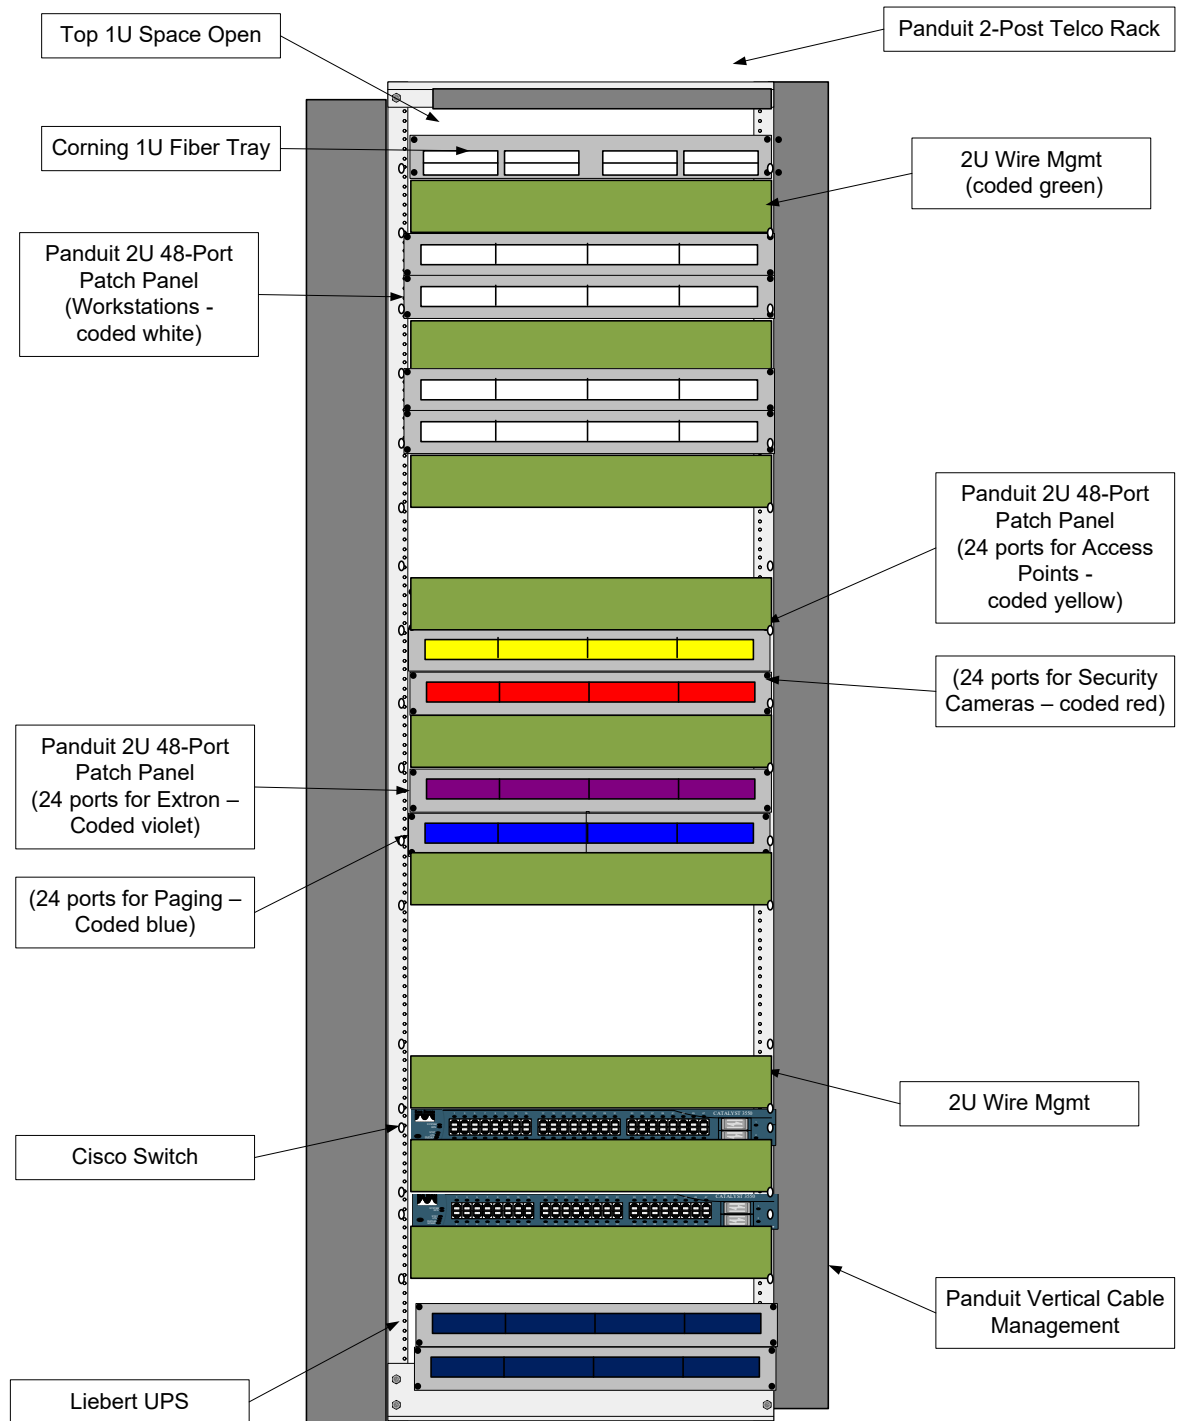 Top 1U Space Open
Panduit 2-Post Telco Rack
Corning 1U Fiber Tray
2U Wire Mgmt
(coded green)
Panduit 2U 48-Port
Patch Panel
(Workstations -
coded white)
Panduit 2U 48-Port
Patch Panel
(24 ports for Access
Points -
coded yellow)
(24 ports for Security
Cameras – coded red)
Panduit 2U 48-Port
Patch Panel
(24 ports for Extron –
Coded violet)
(24 ports for Paging –
Coded blue)
2U Wire Mgmt
CATALYST 3550
Cisco Switch
CATALYST 3550
Panduit Vertical Cable
Management
Liebert UPS